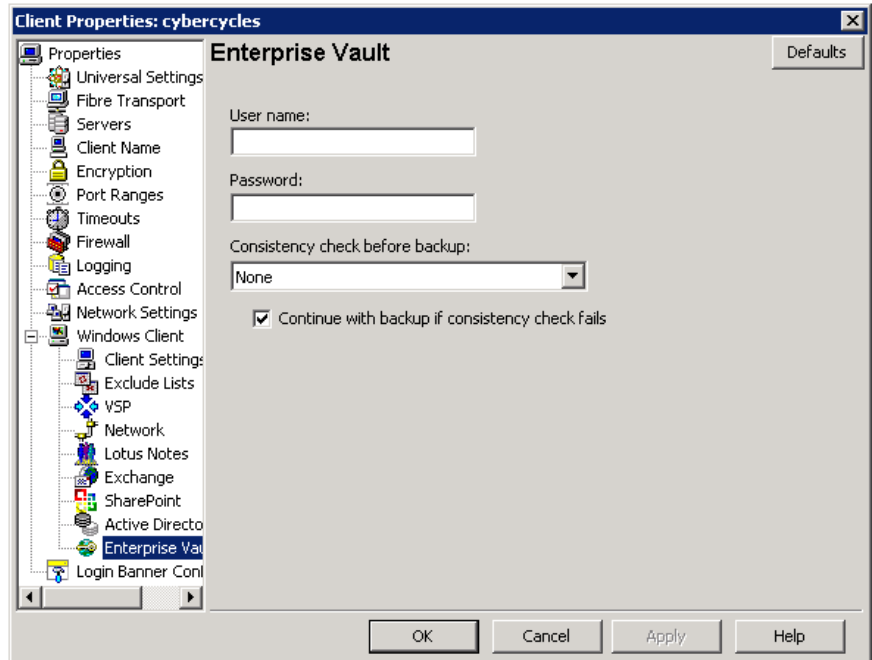 Client Properties: cybercycles
Properties
Universal Settings
Fibre Transport
Servers
Client Name
Encryption
Port Ranges
Timeouts
Firewall
Logging
Access Control
Network Settings
Windows Client
Client Settings
Exclude Lists
VSP
Network
Lotus Notes
Exchange
SharePoint
Active Directo
Enterprise Vau
Login Banner Conf
Enterprise Vault
Defaults
User name:
Password:
Consistency check before backup:
None
Continue with backup if consistency check fails
OK
Cancel
Apply
Help